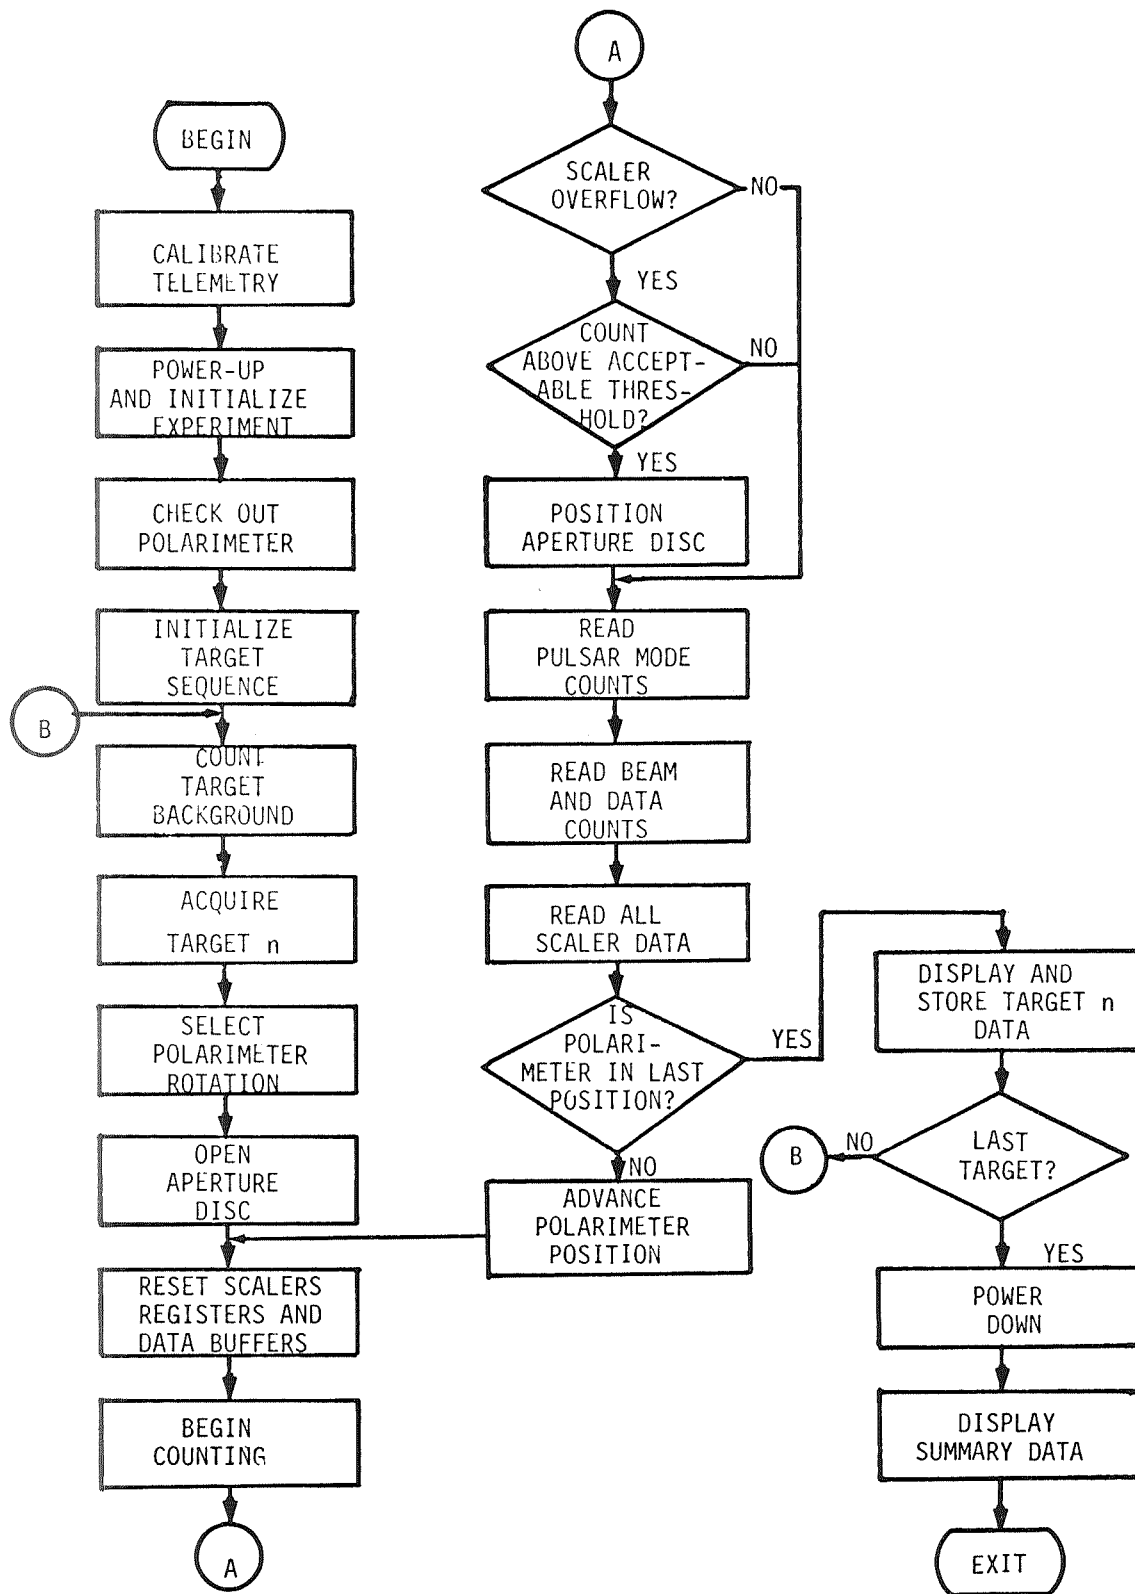 BEGIN
CALIBRATE
TELEMETRY
POWER-UP
AND INITIALIZE
EXPERIMENT
CHECK OUT
POLARIMETER
INITIALIZE
TARGET
SEQUENCE
B
COUNT
TARGET
BACKGROUND
ACQUIRE
TARGET n
SELECT
POLARIMETER
ROTATION
OPEN
APERTURE
DISC
RESET SCALERS
REGISTERS AND
DATA BUFFERS
BEGIN
COUNTING
A
A
SCALER
OVERFLOW?
NO
YES
COUNT
ABOVE ACCEPT-
ABLE THRES-
HOLD?
NO
YES
POSITION
APERTURE DISC
READ
PULSAR MODE
COUNTS
READ BEAM
AND DATA
COUNTS
READ ALL
SCALER DATA
IS
POLARI-
METER IN LAST
POSITION?
YES
NO
ADVANCE
POLARIMETER
POSITION
DISPLAY AND
STORE TARGET n
DATA
LAST
TARGET?
NO
B
YES
POWER
DOWN
DISPLAY
SUMMARY DATA
EXIT